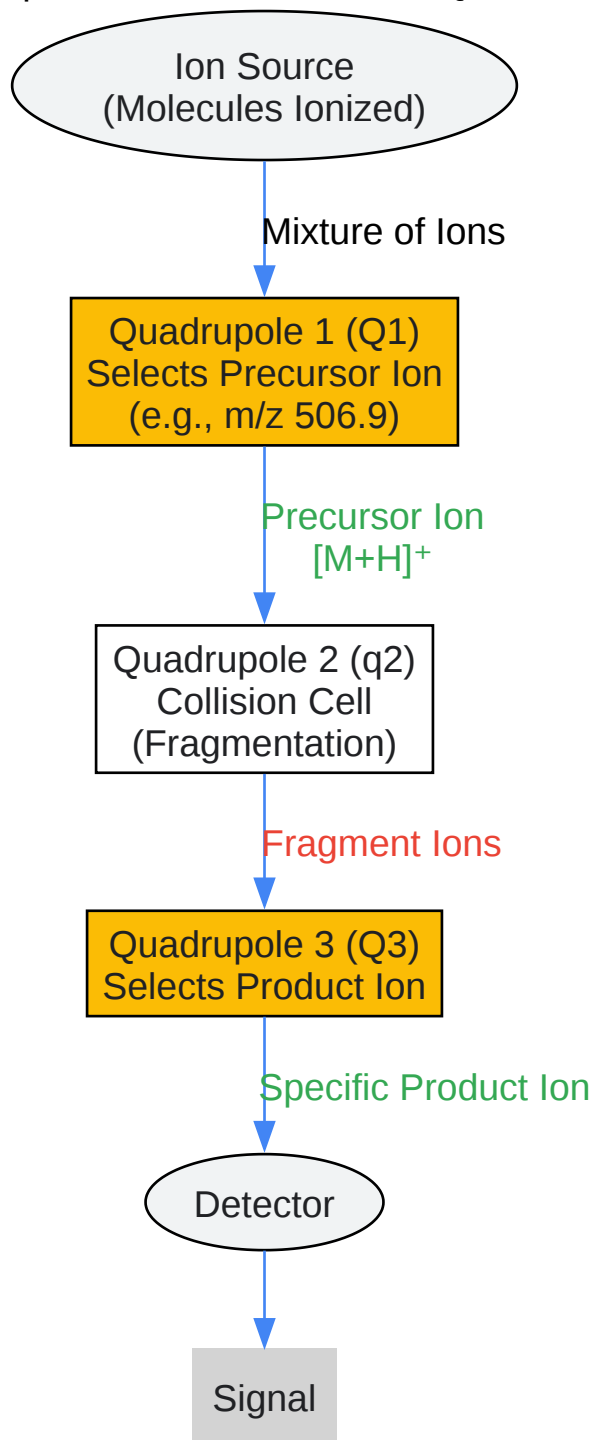 Ion Source
(Molecules Ionized)
Mixture of Ions
Quadrupole 1 (Q1)
Selects Precursor Ion
(e.g., m/z 506.9)
Precursor Ion
[M+H]⁺
Quadrupole 2 (q2)
Collision Cell
(Fragmentation)
Fragment Ions
Quadrupole 3 (Q3)
Selects Product Ion
Specific Product Ion
Detector
Signal